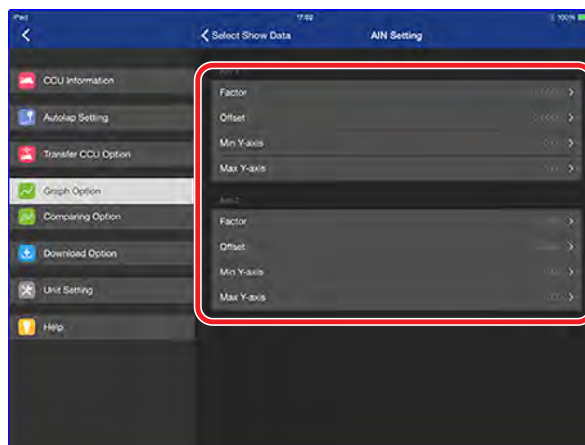 iPad 17:02 100%
Select Show Data AIN Setting
CCU Information
Autolap Setting
Transfer CCU Option
Graph Option
Comparing Option
Download Option
Unit Setting
Help
Factor
Offset
Min Y-axis
Max Y-axis
Factor
Offset
Min Y-axis
Max Y-axis